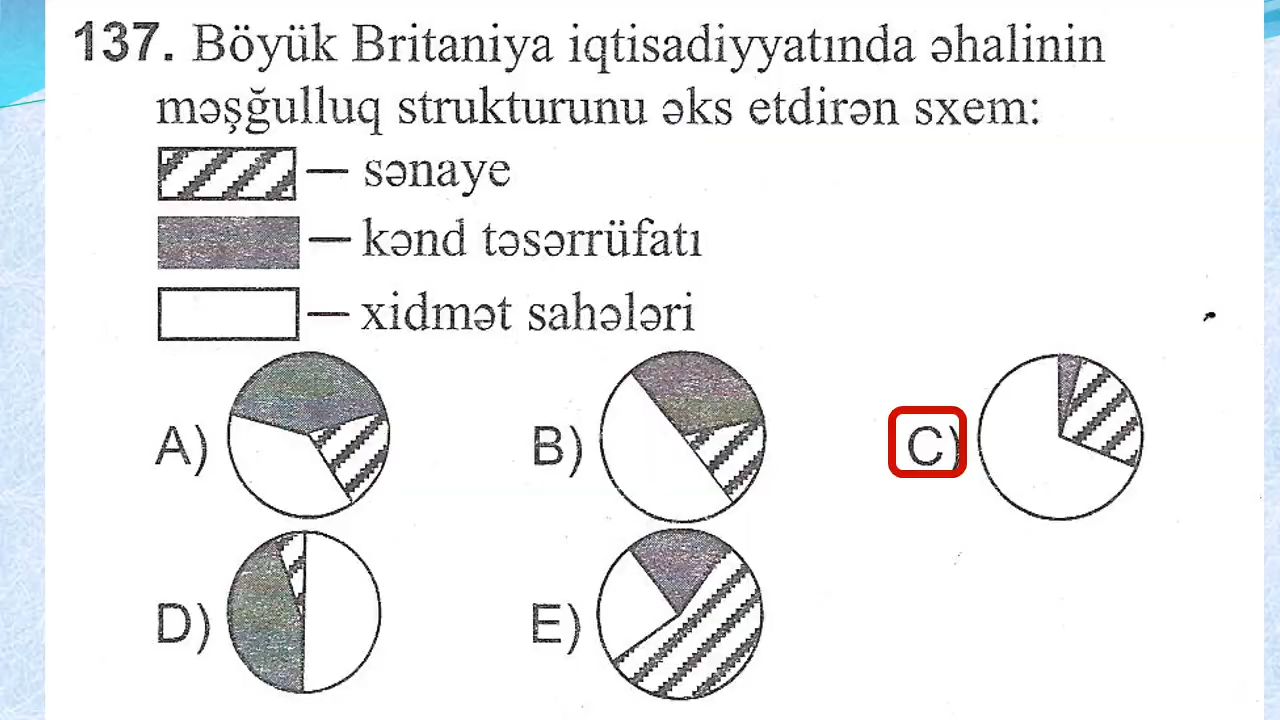 137. Böyük Britaniya iqtisadiyyatında əhalinin
məşğulluq strukturunu əks etdirən sxem:
— sənaye
— kənd təsərrüfatı
— xidmət sahələri
A) B) C)
D) E)